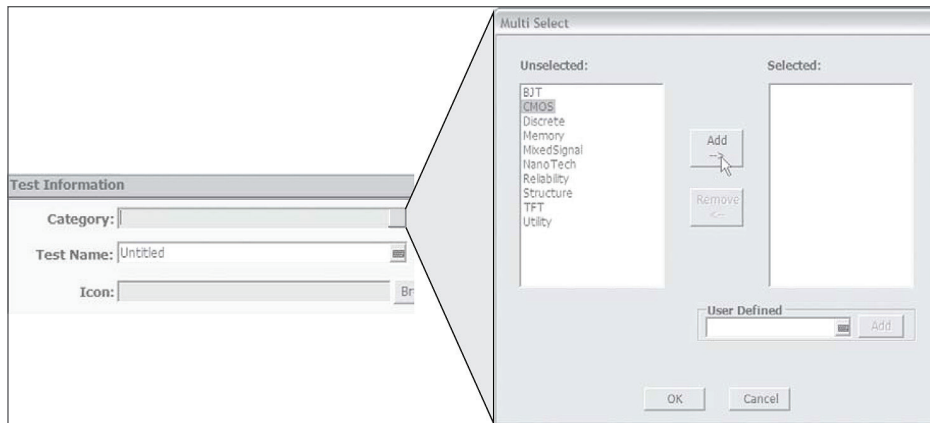 Multi Select
Unselected:
Selected:
BJT
CMOS
Discrete
Memory
MixedSignal
NanoTech
Reliability
Structure
TFT
Utility
Add
-->
Remove
<--
User Defined
Add
OK
Cancel
Test Information
Category:
Test Name: Untitled
Icon:
Br